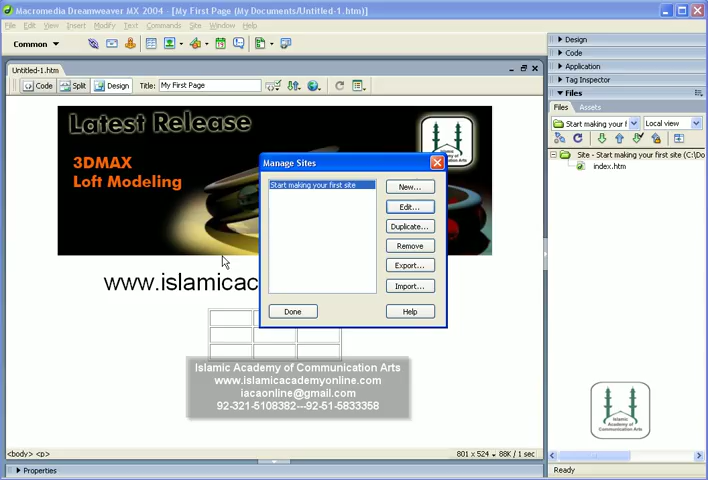 Macromedia Dreamweaver MX 2004 - [My First Page (My Documents/Untitled-1.htm)]
File Edit View Insert Modify Text Commands Site Window Help
Common
Untitled-1.htm
Code Split Design Title: My First Page
Latest Release
3DMAX
Loft Modeling
www.islamicac
Manage Sites
Start making your first site
New...
Edit...
Duplicate...
Remove
Export...
Import...
Done
Help
Islamic Academy of Communication Arts
www.islamicacademyonline.com
iacaonline@gmail.com
92-321-5108382---92-51-5833358
<body> <p>
801 x 524 88K / 1 sec
Properties
Design
Code
Application
Tag Inspector
Files
Files Assets
Start making your f Local view
Site - Start making your first site (C:\Do
index.htm
Islamic
Academy of
Communication Arts
Ready